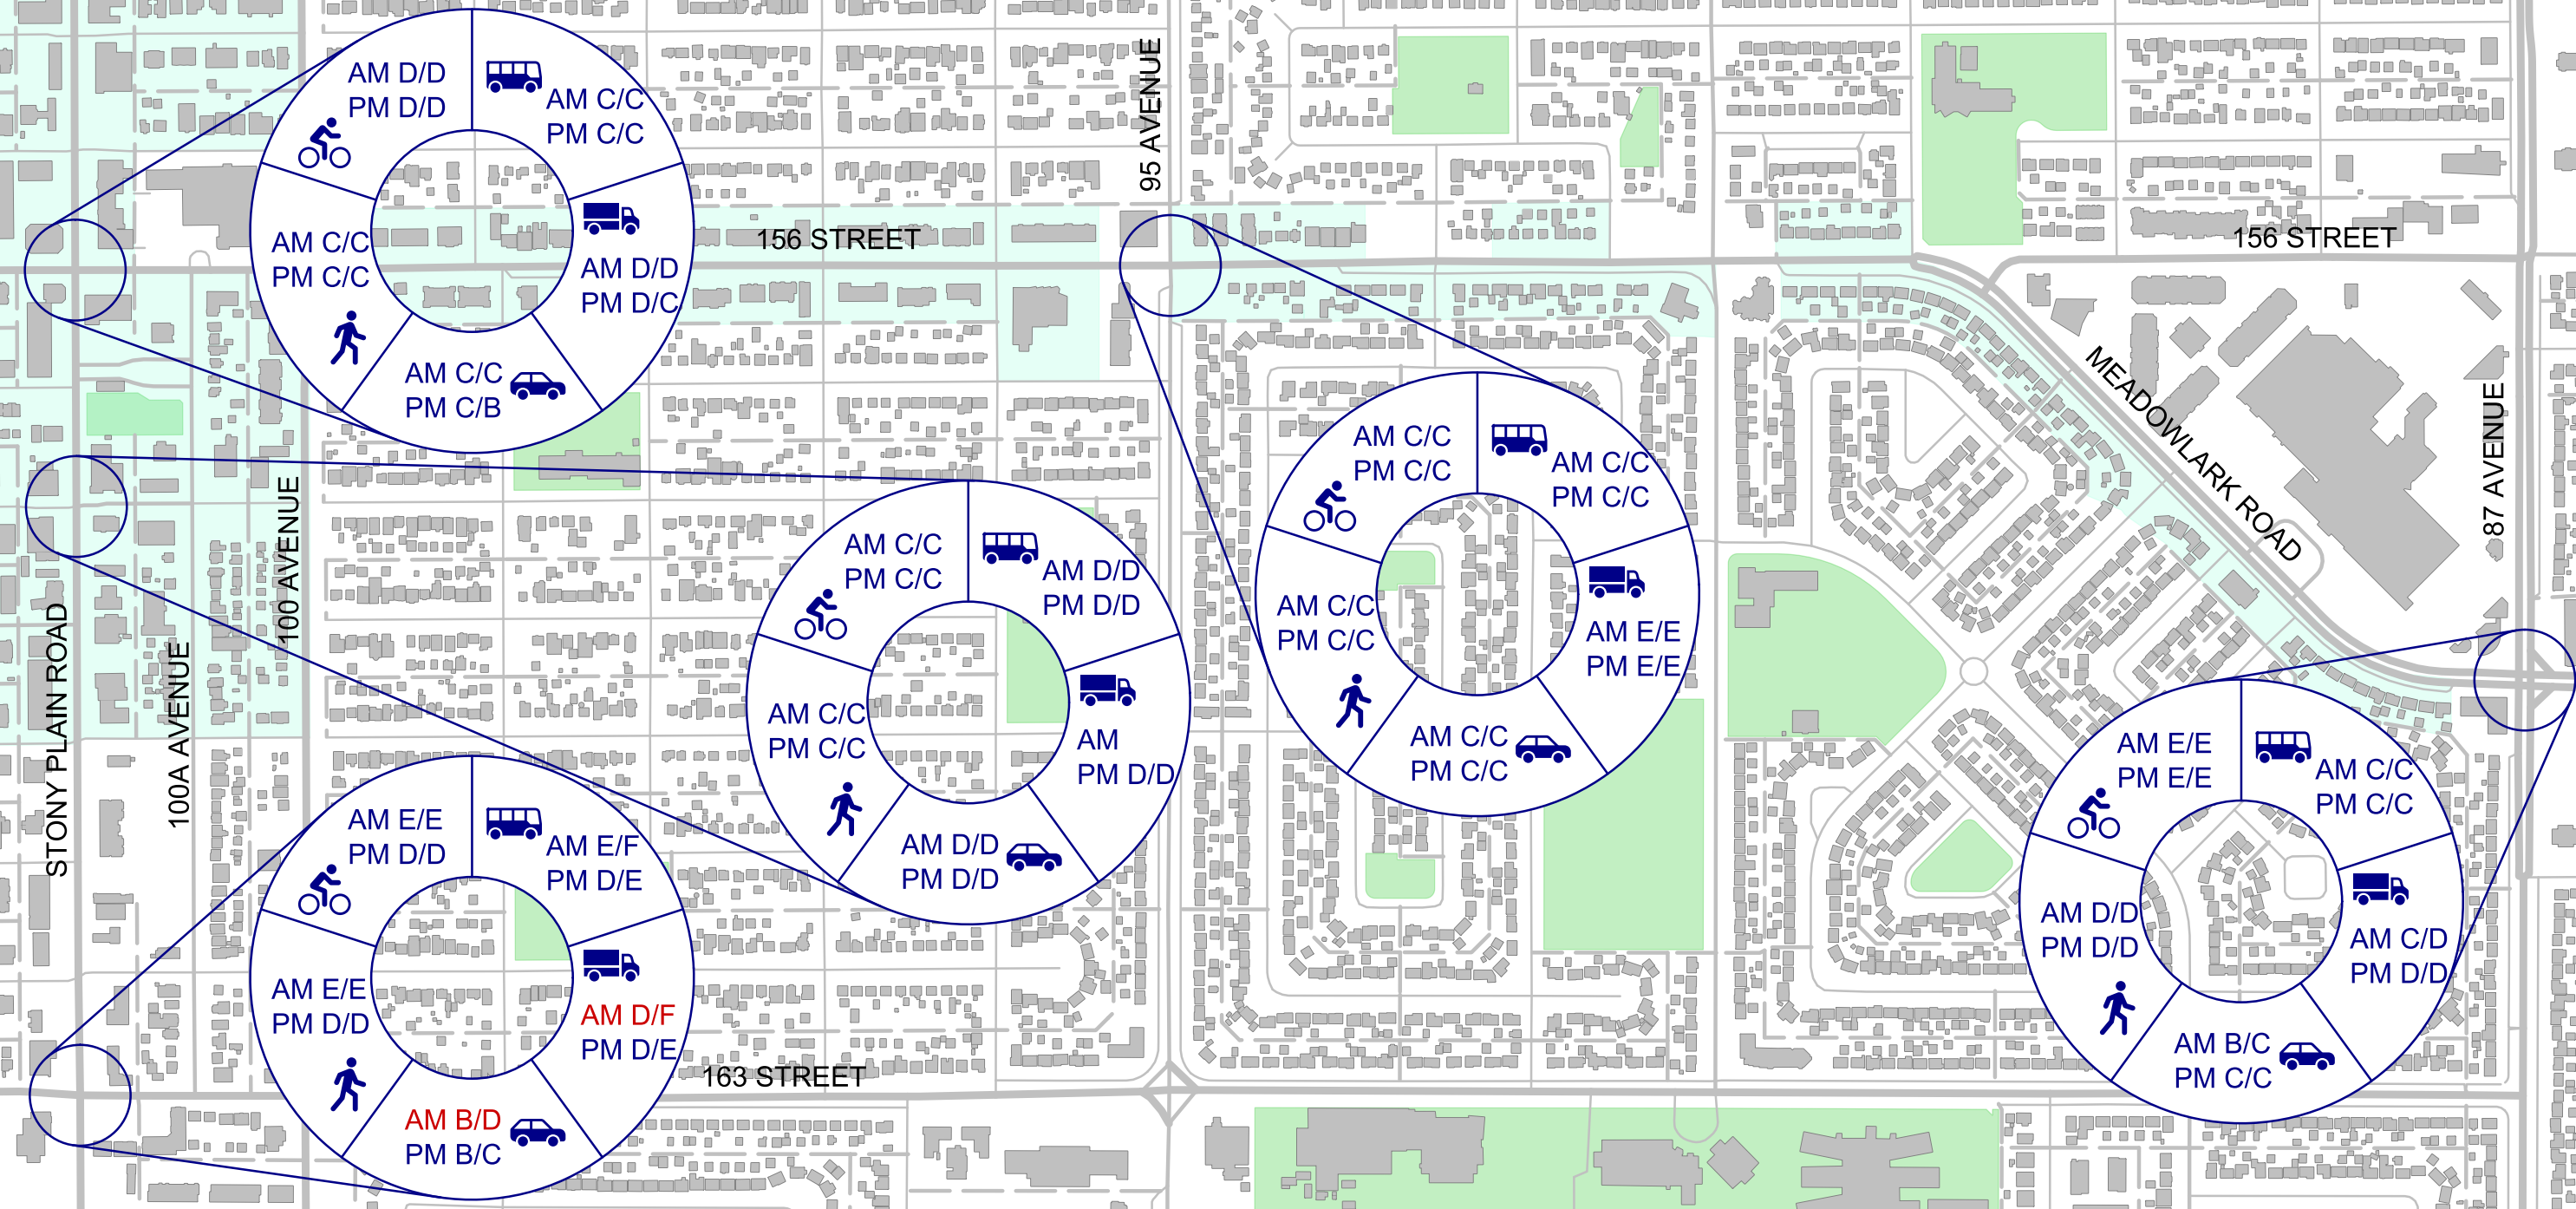 AM D/D
PM D/D
AM C/C
PM C/C
AM C/C
PM C/C
AM D/D
PM D/C
AM C/C
PM C/B
95 AVENUE
156 STREET
156 STREET
MEADOWLARK ROAD
87 AVENUE
100 AVENUE
STONY PLAIN ROAD
100A AVENUE
AM C/C
PM C/C
AM C/C
PM C/C
AM C/C
PM C/C
AM E/E
PM E/E
AM C/C
PM C/C
AM C/C
PM C/C
AM D/D
PM D/D
AM C/C
PM C/C
AM
PM D/D
AM D/D
PM D/D
AM E/E
PM D/D
AM E/F
PM D/E
AM E/E
PM D/D
AM D/F
PM D/E
AM B/D
PM B/C
163 STREET
AM E/E
PM E/E
AM C/C
PM C/C
AM D/D
PM D/D
AM C/D
PM D/D
AM B/C
PM C/C